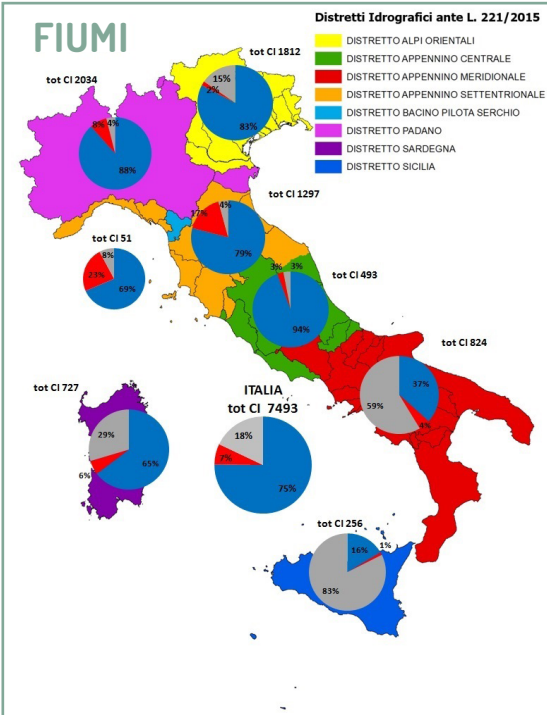 FIUMI
Distretti Idrografici ante L. 221/2015
DISTRETTO ALPI ORIENTALI
DISTRETTO APPENNINO CENTRALE
DISTRETTO APPENNINO MERIDIONALE
DISTRETTO APPENNINO SETTENTRIONALE
DISTRETTO BACINO PILOTA SERCHIO
DISTRETTO PADANO
DISTRETTO SARDEGNA
DISTRETTO SICILIA
tot CI 1812
15%
2%
83%
tot CI 2034
8%
4%
88%
tot CI 1297
17%
4%
79%
tot CI 51
8%
23%
69%
tot CI 493
3%
3%
94%
tot CI 824
37%
59%
4%
tot CI 727
29%
6%
65%
ITALIA
tot CI 7493
18%
7%
75%
tot CI 256
16%
1%
83%